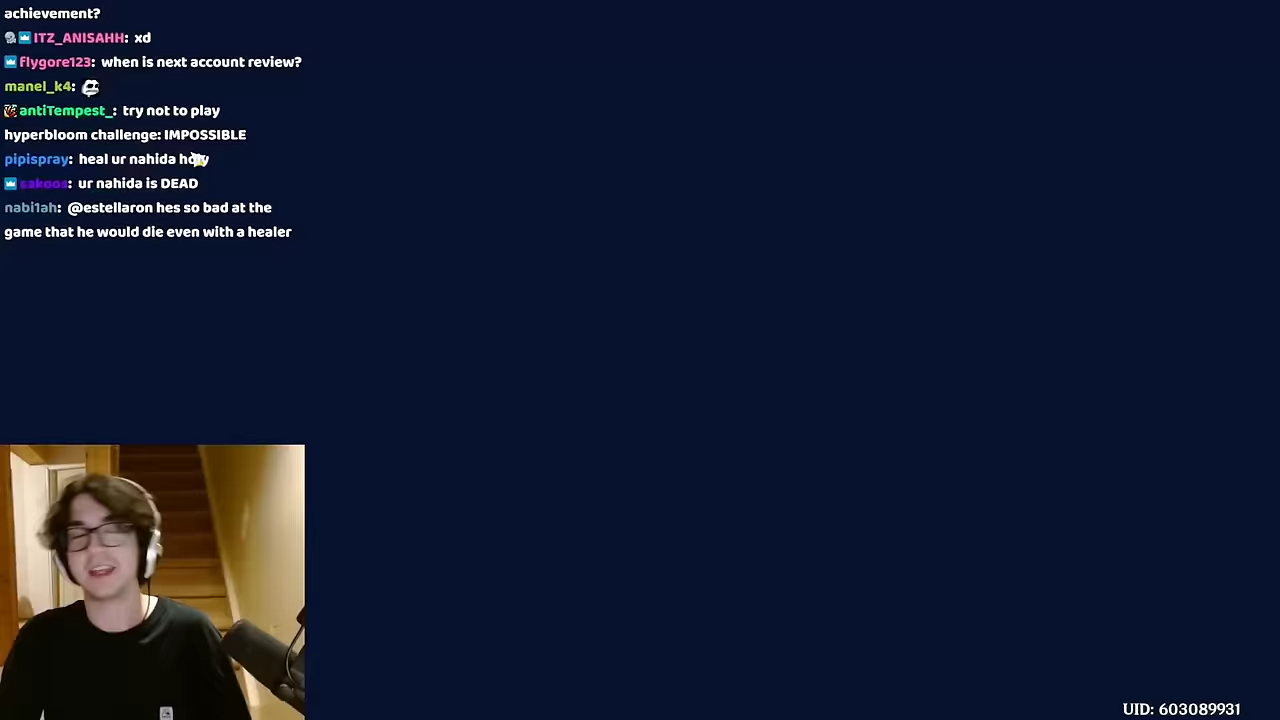 achievement?
ITZ_ANISAHH: xd
flygore123: when is next account review?
manel_k4:
antiTempest_: try not to play
hyperbloom challenge: IMPOSSIBLE
pipispray: heal ur nahida holy
sakoos: ur nahida is DEAD
nabi1ah: @estellaron hes so bad at the
game that he would die even with a healer
UID: 603089931